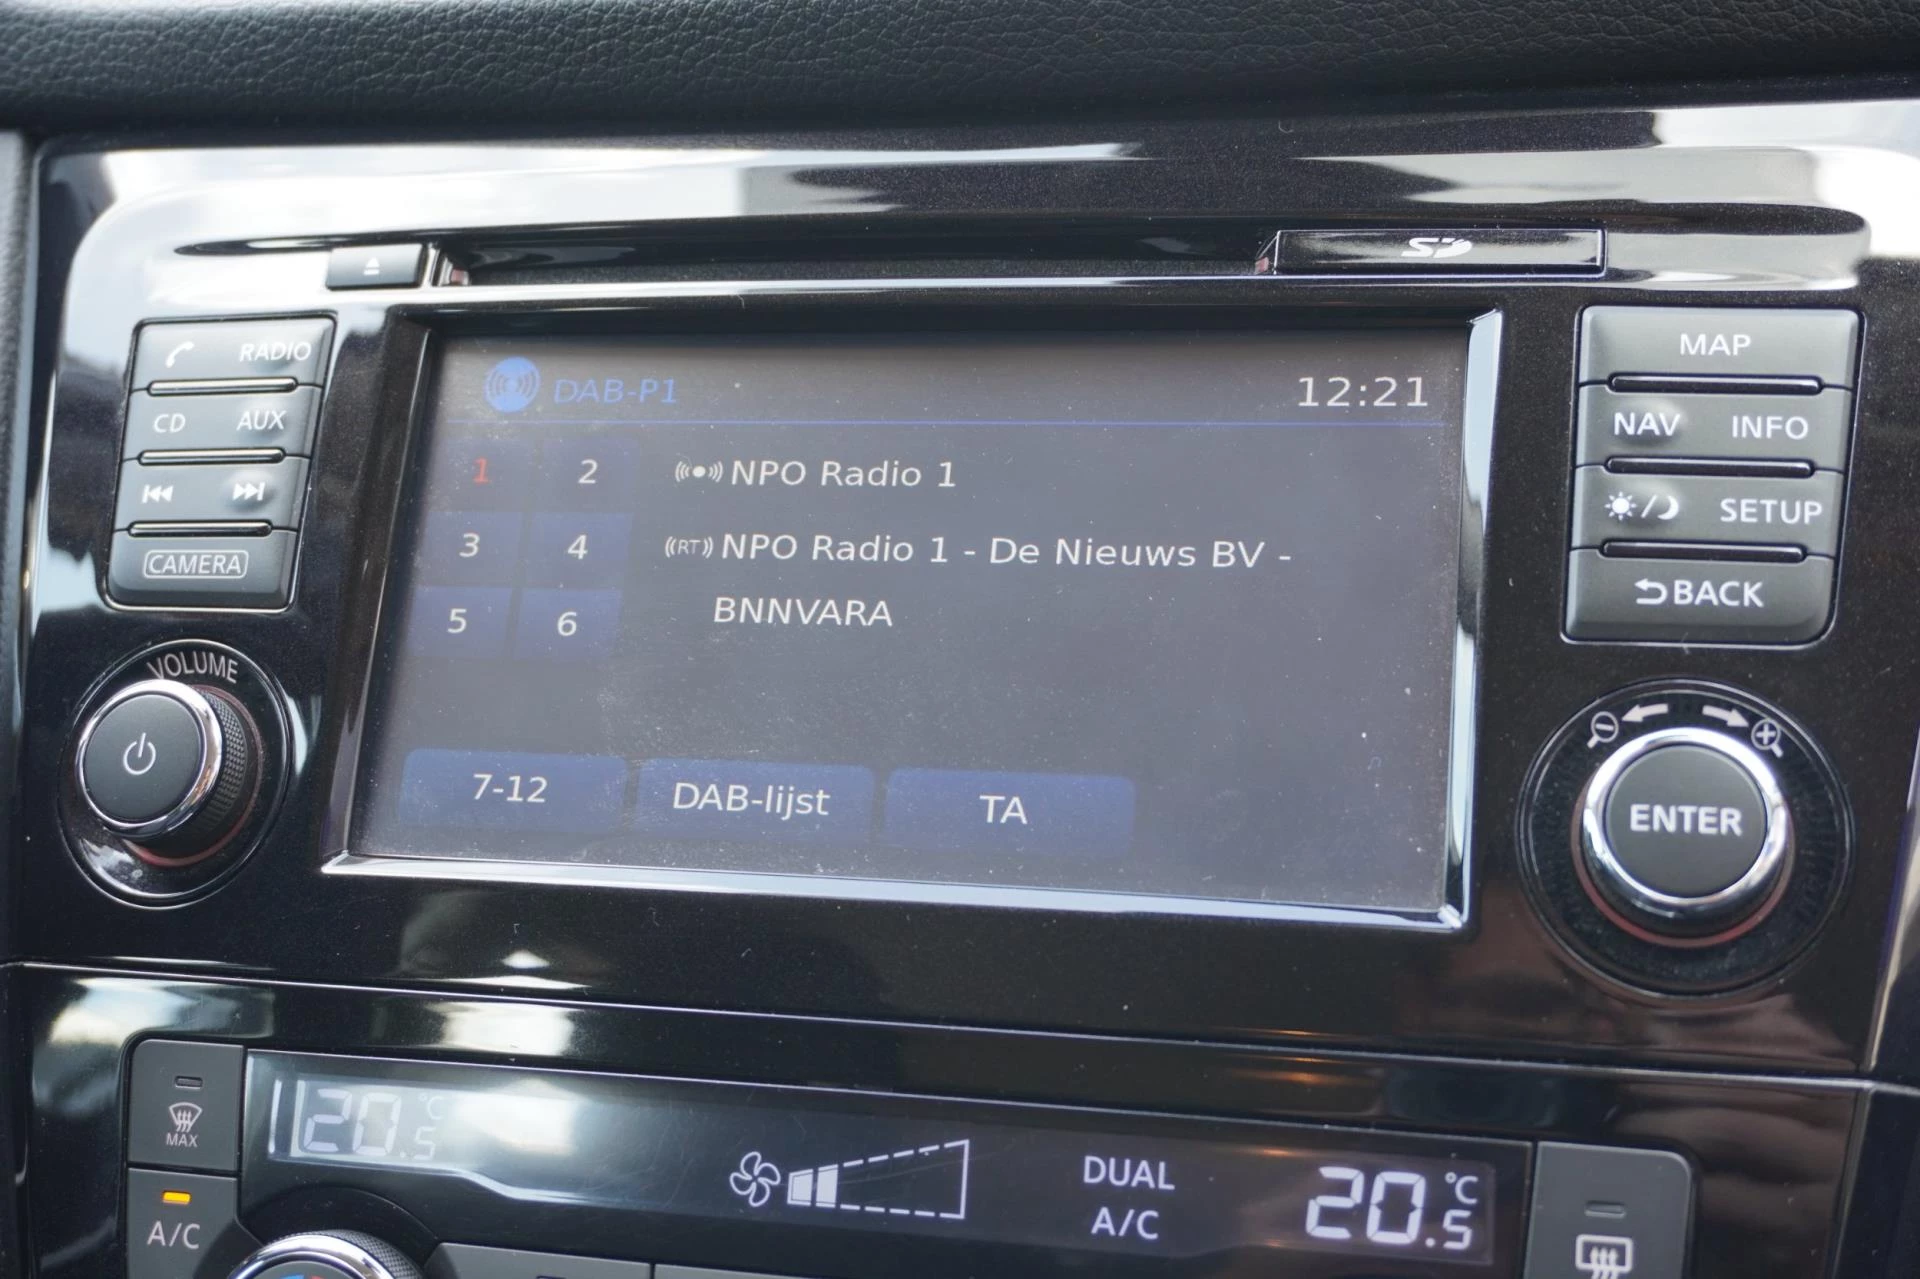 SD
RADIO
CD AUX
CAMERA
VOLUME
DAB-P1 12:21
1 2 NPO Radio 1
3 4 (RT) NPO Radio 1 - De Nieuws BV -
BNNVARA
5 6
7-12 DAB-lijst TA
MAP
NAV INFO
/ SETUP
BACK
ENTER
MAX
A/C
20.5 °C
DUAL
A/C
20.5 °C